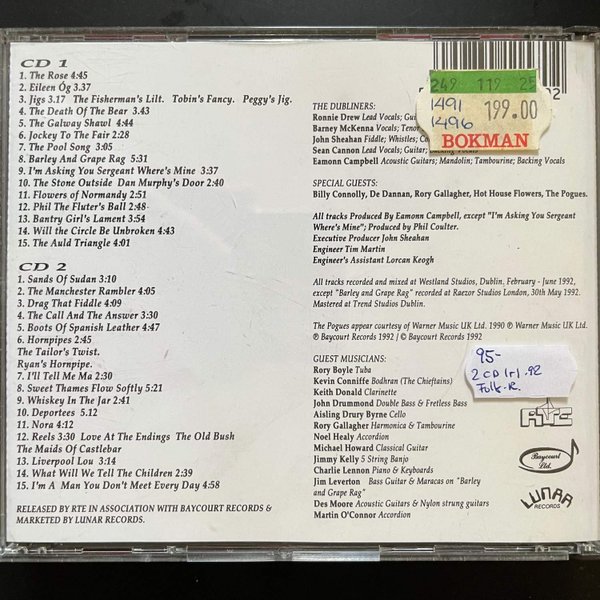 CD 1
1. The Rose 4:45
2. Eileen Óg 3.37
3. Jigs 3.17 The Fisherman's Lilt. Tobin's Fancy. Peggy's Jig.
4. The Death Of The Bear 3.43
5. The Galway Shawl 4:44
6. Jockey To The Fair 2:28
7. The Pool Song 3:05
8. Barley And Grape Rag 5:31
9. I'm Asking You Sergeant Where's Mine 3:37
10. The Stone Outside Dan Murphy's Door 2:40
11. Flowers of Normandy 2:51
12. Phil The Fluter's Ball 2:48
13. Bantry Girl's Lament 3:54
14. Will the Circle Be Unbroken 4:43
15. The Auld Triangle 4.01
CD 2
1. Sands Of Sudan 3:10
2. The Manchester Rambler 4:05
3. Drag That Fiddle 4:09
4. The Call And The Answer 3:30
5. Boots Of Spanish Leather 4:47
6. Hornpipes 2:45
The Tailor's Twist.
Ryan's Hornpipe.
7. I'll Tell Me Ma 2:30
8. Sweet Thames Flow Softly 5:21
9. Whiskey In The Jar 2:41
10. Deportees 5.12
11. Nora 4:12
12. Reels 3:30 Love At The Endings The Old Bush
The Maids Of Castlebar
13. Liverpool Lou 3:14
14. What Will We Tell The Children 2:39
15. I'm A Man You Don't Meet Every Day 4:58
RELEASED BY RTE IN ASSOCIATION WITH BAYCOURT RECORDS &
MARKETED BY LUNAR RECORDS.
249 119 25
1491
1496
199.00
BOKMAN
2
THE DUBLINERS:
Ronnie Drew Lead Vocals;
Barney McKenna Vocals; Tenor
John Sheahan Fiddle; Whistles;
Sean Cannon Lead Vocals; Guitar; Backing Vocals
Eamonn Campbell Acoustic Guitars; Mandolin; Tambourine; Backing Vocals
SPECIAL GUESTS:
Billy Connolly, De Dannan, Rory Gallagher, Hot House Flowers, The Pogues.
All tracks Produced By Eamonn Campbell, except "I'm Asking You Sergeant
Where's Mine"; Produced by Phil Coulter.
Executive Producer John Sheahan
Engineer Tim Martin
Engineer's Assistant Lorcan Keogh
All tracks recorded and mixed at Westland Studios, Dublin, February - June 1992,
except "Barley and Grape Rag" recorded at Raezor Studios London, 30th May 1992.
Mastered at Trend Studios Dublin.
The Pogues appear courtesy of Warner Music UK Ltd. 1990 ℗ Warner Music UK Ltd.
℗ Baycourt Records 1992 / © Baycourt Records 1992
95-
2 CD Irl. 92
Folk-R.
GUEST MUSICIANS:
Rory Boyle Tuba
Kevin Conniffe Bodhran (The Chieftains)
Keith Donald Clarinette
John Drummond Double Bass & Fretless Bass
Aisling Drury Byrne Cello
Rory Gallagher Harmonica & Tambourine
Noel Healy Accordion
Michael Howard Classical Guitar
Jimmy Kelly 5 String Banjo
Charlie Lennon Piano & Keyboards
Jim Leverton Bass Guitar & Maracas on "Barley
and Grape Rag"
Des Moore Acoustic Guitars & Nylon strung guitars
Martin O'Connor Accordion
RTE
Baycourt
Ltd.
LUNAR
RECORDS